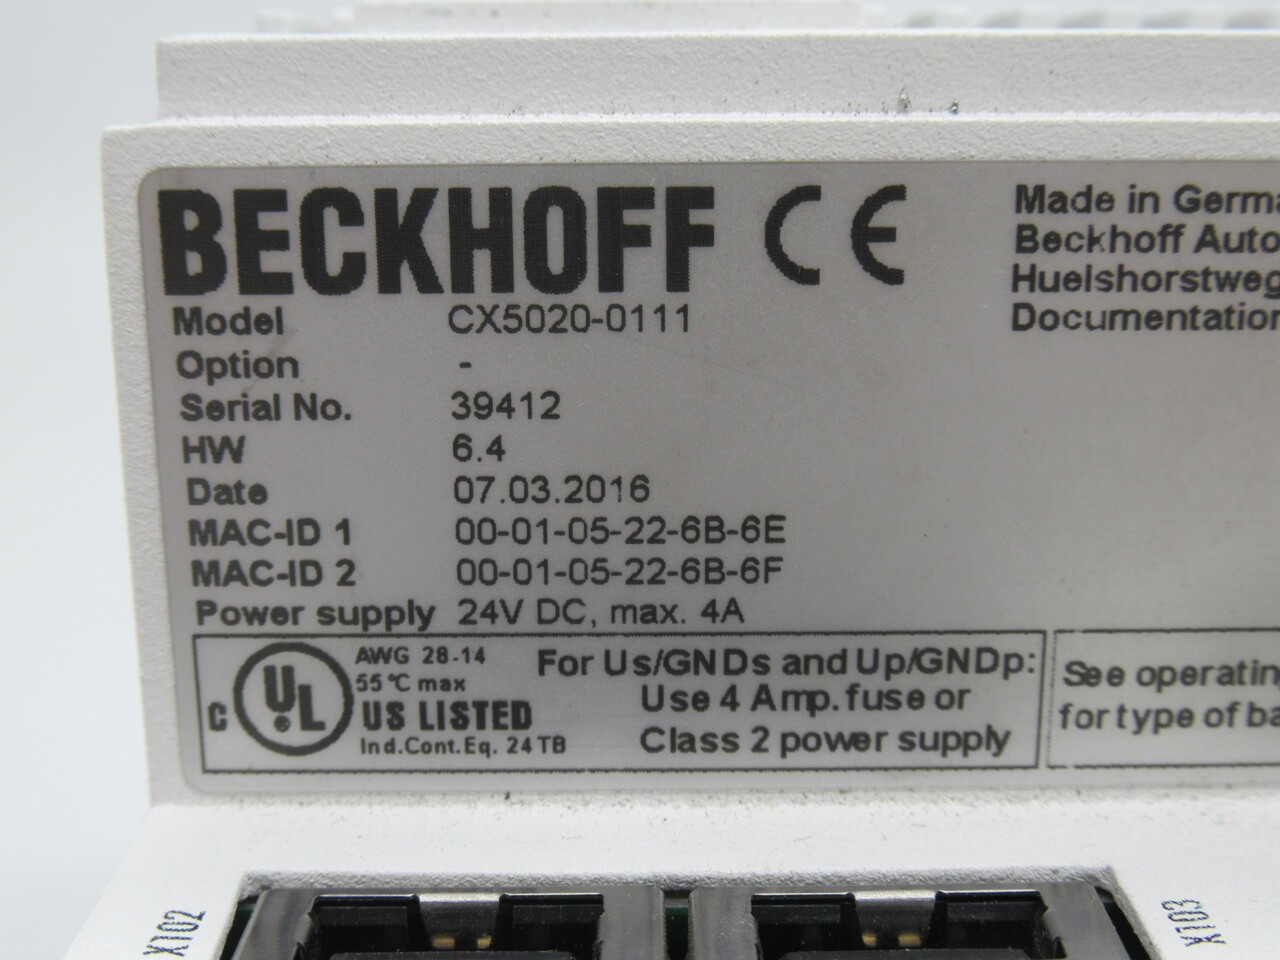 BECKHOFF CE
Made in Germa
Beckhoff Auto
Huelshorstweg
Documentation
Model CX5020-0111
Option -
Serial No. 39412
HW 6.4
Date 07.03.2016
MAC-ID 1 00-01-05-22-6B-6E
MAC-ID 2 00-01-05-22-6B-6F
Power supply 24V DC, max. 4A
C UL
AWG 28-14
55°C max
US LISTED
Ind.Cont.Eq. 24TB
For Us/GNDs and Up/GNDp:
Use 4 Amp. fuse or
Class 2 power supply
See operating
for type of ba
X102
X103